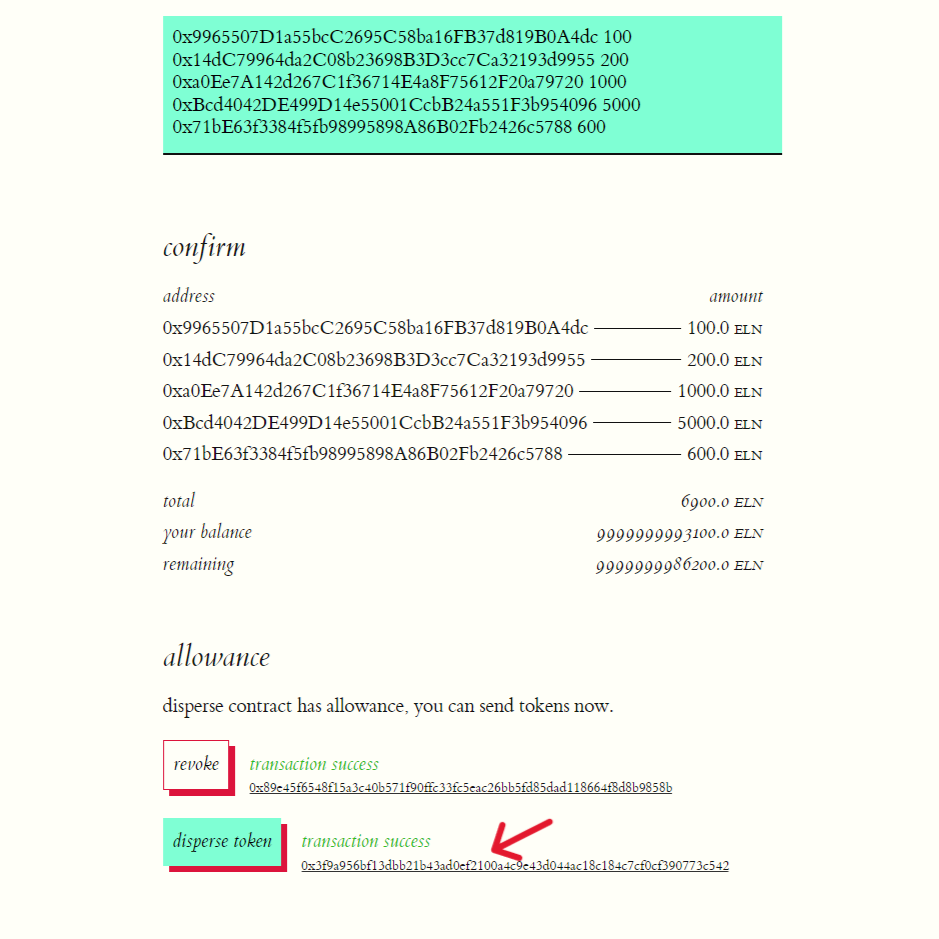 0x9965507D1a55bcC2695C58ba16FB37d819B0A4dc 100
0x14dC79964da2C08b23698B3D3cc7Ca32193d9955 200
0xa0Ee7A142d267C1f36714E4a8F75612F20a79720 1000
0xBcd4042DE499D14e55001CcbB24a551F3b954096 5000
0x71bE63f3384f5fb98995898A86B02Fb2426c5788 600
confirm
address amount
0x9965507D1a55bcC2695C58ba16FB37d819B0A4dc 100.0 ELN
0x14dC79964da2C08b23698B3D3cc7Ca32193d9955 200.0 ELN
0xa0Ee7A142d267C1f36714E4a8F75612F20a79720 1000.0 ELN
0xBcd4042DE499D14e55001CcbB24a551F3b954096 5000.0 ELN
0x71bE63f3384f5fb98995898A86B02Fb2426c5788 600.0 ELN
total 6900.0 ELN
your balance 9999999993100.0 ELN
remaining 9999999986200.0 ELN
allowance
disperse contract has allowance, you can send tokens now.
revoke transaction success
0x89e45f6548f15a3c40b571f90ffc33fc5eac26bb5fd85dad118664f8d8b9858b
disperse token transaction success
0x3f9a956bf13dbb21b43ad0ef2100a4c9e43d044ac18c184c7cf0cf390773c542